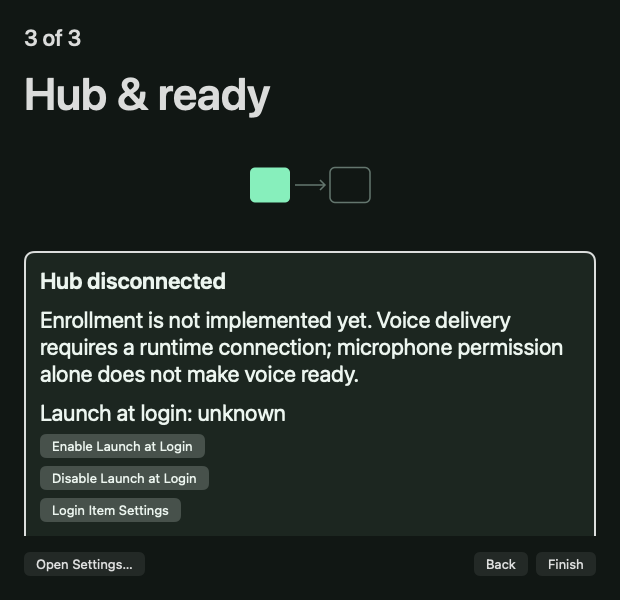 3 of 3
Hub & ready
Hub disconnected
Enrollment is not implemented yet. Voice delivery
requires a runtime connection; microphone permission
alone does not make voice ready.
Launch at login: unknown
Enable Launch at Login
Disable Launch at Login
Login Item Settings
Open Settings...
Back
Finish